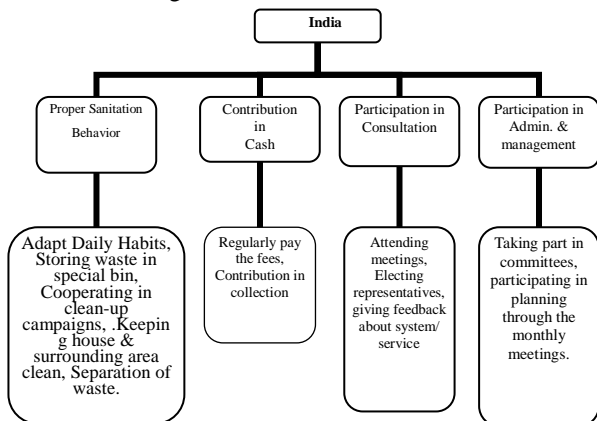 India
Proper Sanitation
Behavior
Contribution
in
Cash
Participation in
Consultation
Participation in
Admin. &
management
Adapt Daily Habits,
Storing waste in
special bin,
Cooperating in
clean-up
campaigns, .Keepin
g house &
surrounding area
clean, Separation of
waste.
Regularly pay
the fees,
Contribution in
collection
Attending
meetings,
Electing
representatives,
giving feedback
about system/
service
Taking part in
committees,
participating in
planning
through the
monthly
meetings.